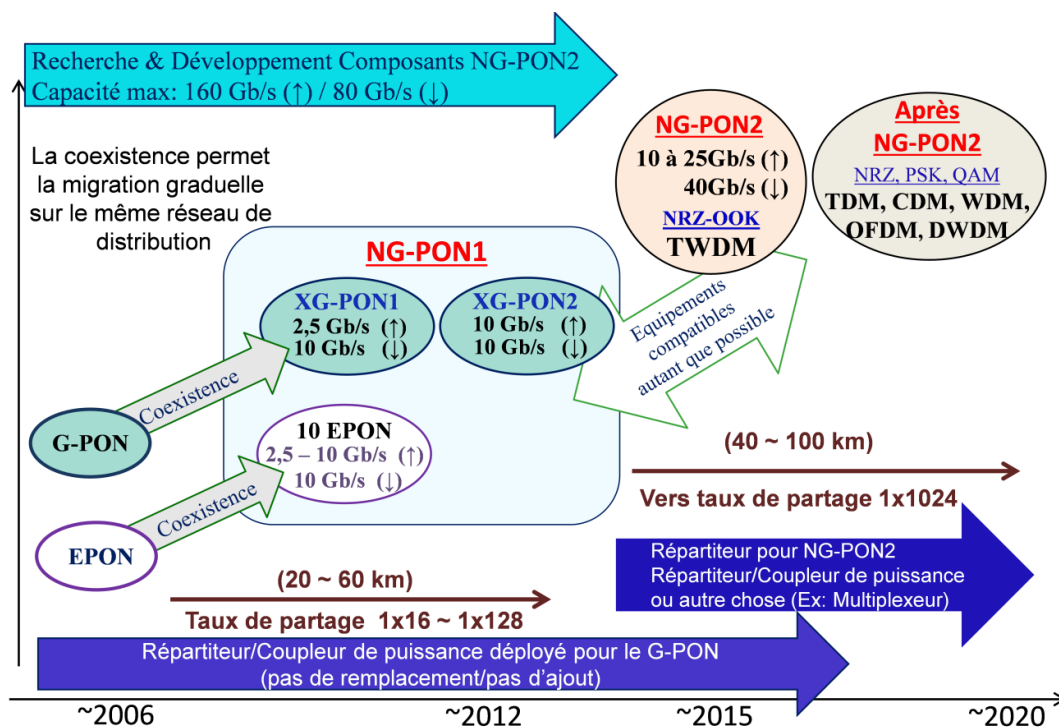 Recherche & Développement Composants NG-PON2
Capacité max: 160 Gb/s (↑) / 80 Gb/s (↓)
La coexistence permet
la migration graduelle
sur le même réseau de
distribution
NG-PON2
10 à 25Gb/s (↑)
40Gb/s (↓)
NRZ-OOK
TWDM
Après
NG-PON2
NRZ, PSK, QAM
TDM, CDM, WDM,
OFDM, DWDM
NG-PON1
XG-PON1
2,5 Gb/s (↑)
10 Gb/s (↓)
XG-PON2
10 Gb/s (↑)
10 Gb/s (↓)
Equipements
compatibles
autant que possible
Coexistence
G-PON
10 EPON
2,5 – 10 Gb/s (↑)
10 Gb/s (↓)
Coexistence
EPON
(40 ~ 100 km)
Vers taux de partage 1x1024
Répartiteur pour NG-PON2
Répartiteur/Coupleur de puissance
ou autre chose (Ex: Multiplexeur)
(20 ~ 60 km)
Taux de partage 1x16 ~ 1x128
Répartiteur/Coupleur de puissance déployé pour le G-PON
(pas de remplacement/pas d'ajout)
~2006
~2012
~2015
~2020